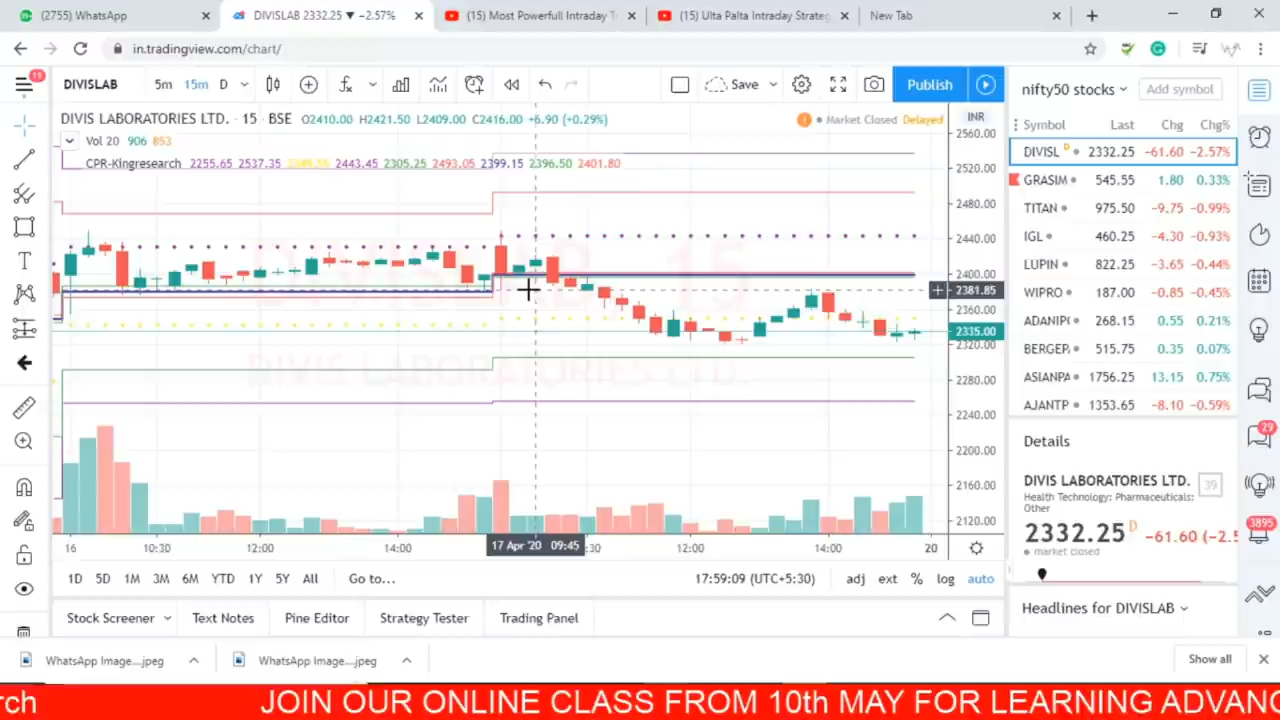 (2755) WhatsApp
DIVISLAB 2332.25 ▼ −2.57%
(15) Most Powerfull Intraday T
(15) Ulta Palta Intraday Strateg
New Tab
in.tradingview.com/chart/
19
DIVISLAB
5m 15m D
Save
Publish
nifty50 stocks
Add symbol
DIVIS LABORATORIES LTD. · 15 · BSE O2410.00 H2421.50 L2409.00 C2416.00 +6.90 (+0.29%)
Market Closed Delayed
Vol 20 906 853
CPR-Kingresearch 2255.65 2537.35 2443.45 2305.25 2493.05 2399.15 2396.50 2401.80
INR
2560.00
2520.00
2480.00
2440.00
2400.00
2381.85
2360.00
2335.00
2320.00
2280.00
2240.00
2200.00
2160.00
2120.00
DIVISLAB, 15
DIVIS LABORATORIES LTD.
16 10:30 12:00 14:00 17 Apr '20 09:45 :30 12:00 14:00 20
1D 5D 1M 3M 6M YTD 1Y 5Y All Go to...
17:59:09 (UTC+5:30) adj ext % log auto
Stock Screener Text Notes Pine Editor Strategy Tester Trading Panel
Symbol Last Chg Chg%
DIVISL D 2332.25 −61.60 −2.57%
GRASIM 545.55 1.80 0.33%
TITAN 975.50 −9.75 −0.99%
IGL 460.25 −4.30 −0.93%
LUPIN 822.25 −3.65 −0.44%
WIPRO 187.00 −0.85 −0.45%
ADANIP 268.15 0.55 0.21%
BERGEP 515.75 0.35 0.07%
ASIANPA 1756.25 13.15 0.75%
AJANTP 1353.65 −8.10 −0.59%
Details
DIVIS LABORATORIES LTD.
39
Health Technology: Pharmaceuticals:
Other
2332.25 D −61.60 (−2.5
market closed
Headlines for DIVISLAB
29
3895
WhatsApp Image....jpeg
WhatsApp Image....jpeg
Show all
rch JOIN OUR ONLINE CLASS FROM 10th MAY FOR LEARNING ADVANC